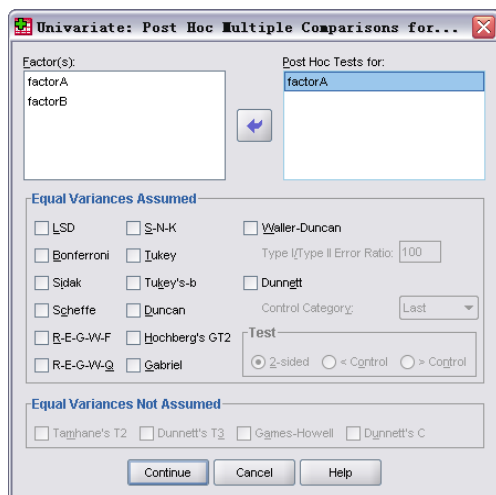 Univariate: Post Hoc Multiple Comparisons for...
Factor(s):
factorA
factorB
Post Hoc Tests for:
factorA
Equal Variances Assumed
LSD
S-N-K
Waller-Duncan
Bonferroni
Tukey
Type I/Type II Error Ratio: 100
Sidak
Tukey's-b
Dunnett
Scheffe
Duncan
Control Category: Last
R-E-G-W-F
Hochberg's GT2
Test
R-E-G-W-Q
Gabriel
2-sided < Control > Control
Equal Variances Not Assumed
Tamhane's T2 Dunnett's T3 Games-Howell Dunnett's C
Continue Cancel Help